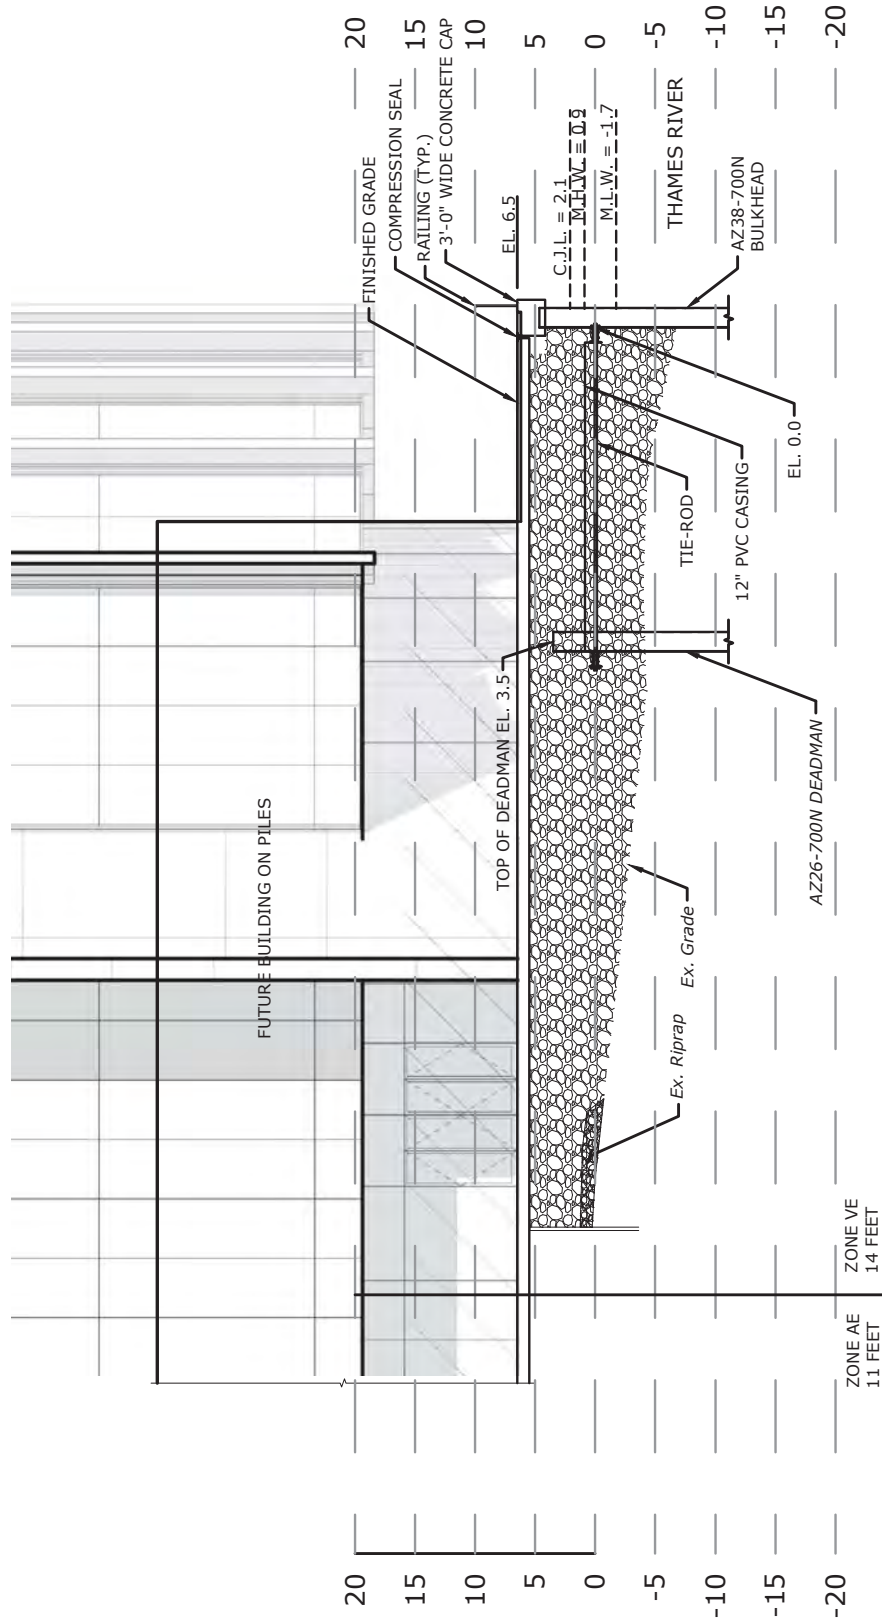 20
15
10
5
0
-5
-10
-15
-20
FINISHED GRADE
COMPRESSION SEAL
RAILING (TYP.)
3'-0" WIDE CONCRETE CAP
EL. 6.5
C.J.L. = 2.1
M.H.W. = 0.9
M.L.W. = -1.7
THAMES RIVER
AZ38-700N
BULKHEAD
EL. 0.0
12" PVC CASING
TIE-ROD
TOP OF DEADMAN EL. 3.5
AZ26-700N DEADMAN
FUTURE BUILDING ON PILES
Ex. Grade
Ex. Riprap
ZONE VE
14 FEET
ZONE AE
11 FEET
20
15
10
5
0
-5
-10
-15
-20